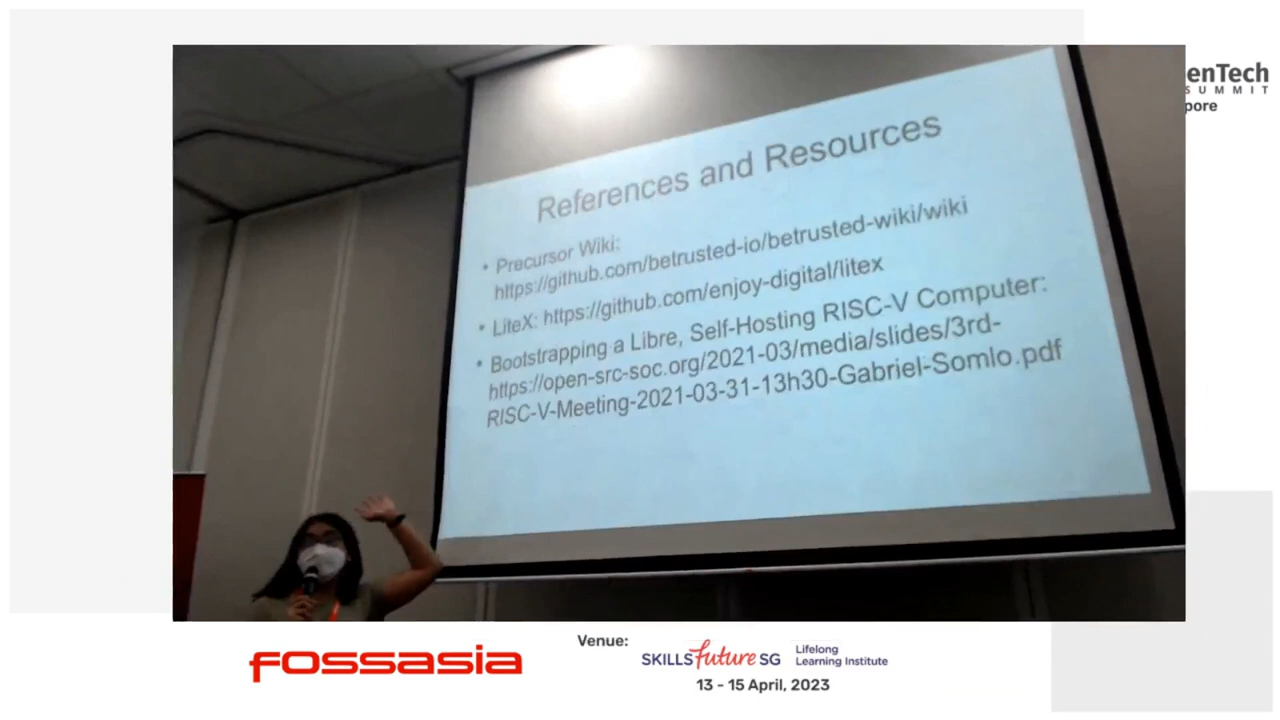 enTech
SUMMIT
pore
References and Resources
• Precursor Wiki:
https://github.com/betrusted-io/betrusted-wiki/wiki
• LiteX: https://github.com/enjoy-digital/litex
• Bootstrapping a Libre, Self-Hosting RISC-V Computer:
https://open-src-soc.org/2021-03/media/slides/3rd-
RISC-V-Meeting-2021-03-31-13h30-Gabriel-Somlo.pdf
fossasia
Venue:
SKILLS future SG
Lifelong
Learning Institute
13 - 15 April, 2023